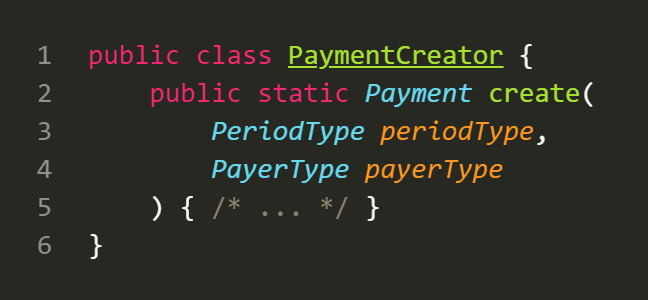 1 public class PaymentCreator {
2 public static Payment create(
3 PeriodType periodType,
4 PayerType payerType
5 ) { /* ... */ }
6 }